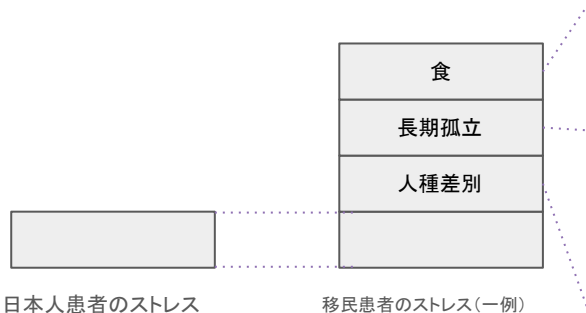 食
長期孤立
人種差別
日本人患者のストレス
移民患者のストレス(一例)